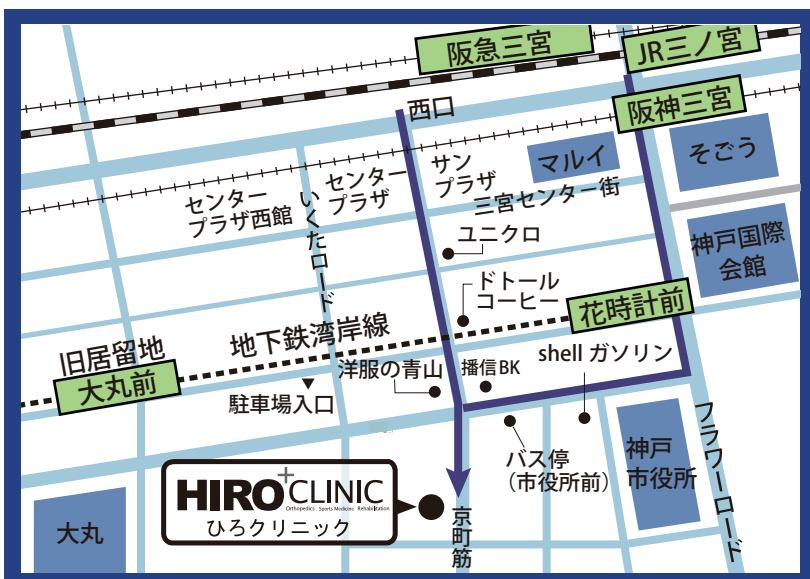 阪急三宮
JR三ノ宮
西口
阪神三宮
サン
プラザ
マルイ
そごう
センター
プラザ西館
いくたロード
センター
プラザ
三宮センター街
ユニクロ
神戸国際
会館
ドトール
コーヒー
花時計前
地下鉄湾岸線
旧居留地
大丸前
駐車場入口
洋服の青山
播信BK
shell ガソリン
バス停
（市役所前）
神戸
市役所
フラワーロード
HIRO+CLINIC
Orthopedics Sports Medicine Rehabilitation
ひろクリニック
京町筋
大丸